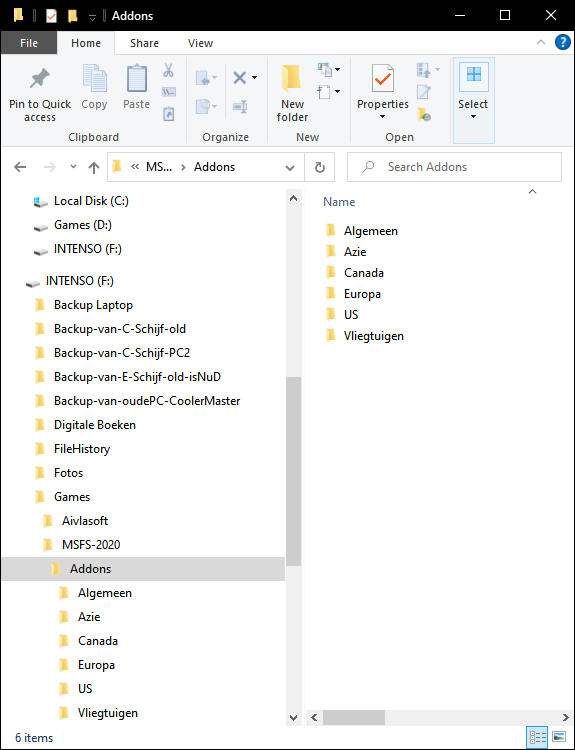 Addons
File Home Share View
Pin to Quick access
Copy
Paste
Clipboard
Organize
New folder
New
Properties
Open
Select
MS... Addons
Search Addons
Local Disk (C:)
Games (D:)
INTENSO (F:)
INTENSO (F:)
Backup Laptop
Backup-van-C-Schijf-old
Backup-van-C-Schijf-PC2
Backup-van-E-Schijf-old-isNuD
Backup-van-oudePC-CoolerMaster
Digitale Boeken
FileHistory
Fotos
Games
Aivlasoft
MSFS-2020
Addons
Algemeen
Azie
Canada
Europa
US
Vliegtuigen
Name
Algemeen
Azie
Canada
Europa
US
Vliegtuigen
6 items